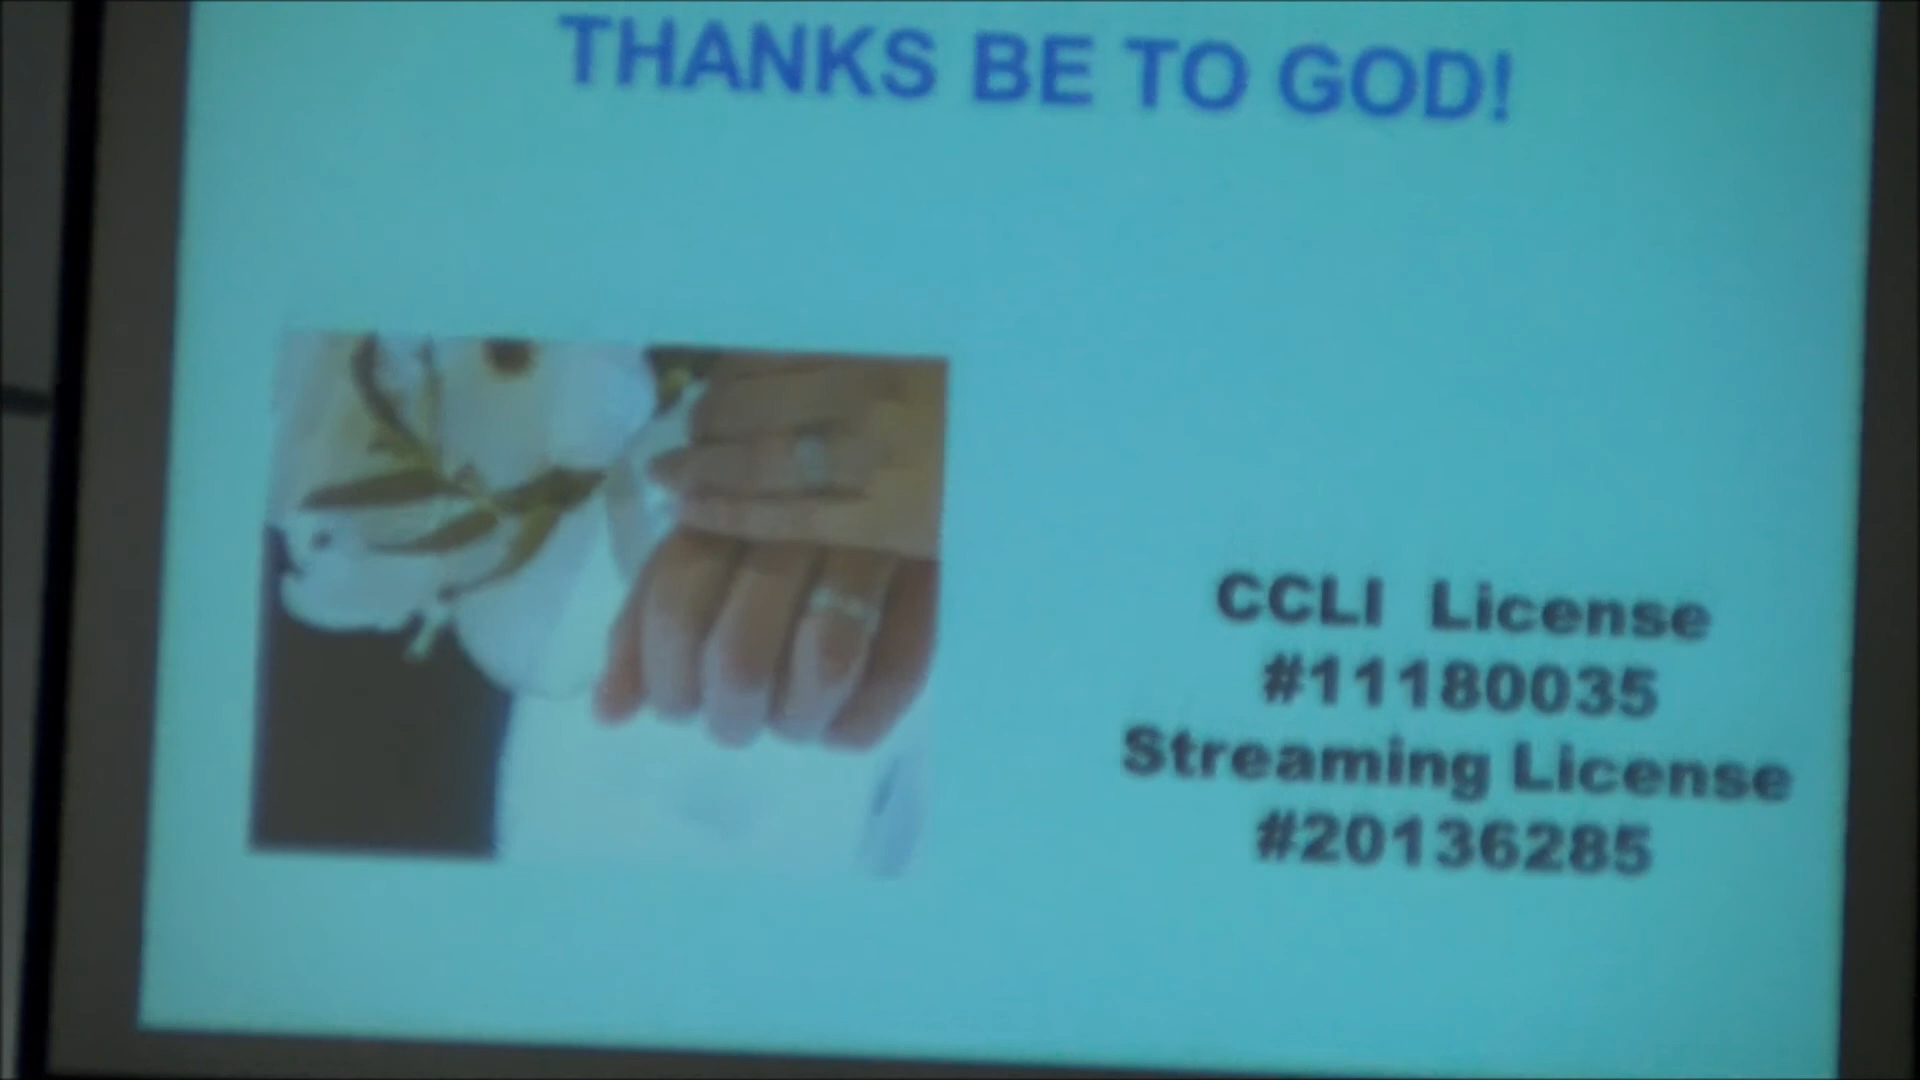 THANKS BE TO GOD!
CCLI License
#11180035
Streaming License
#20136285